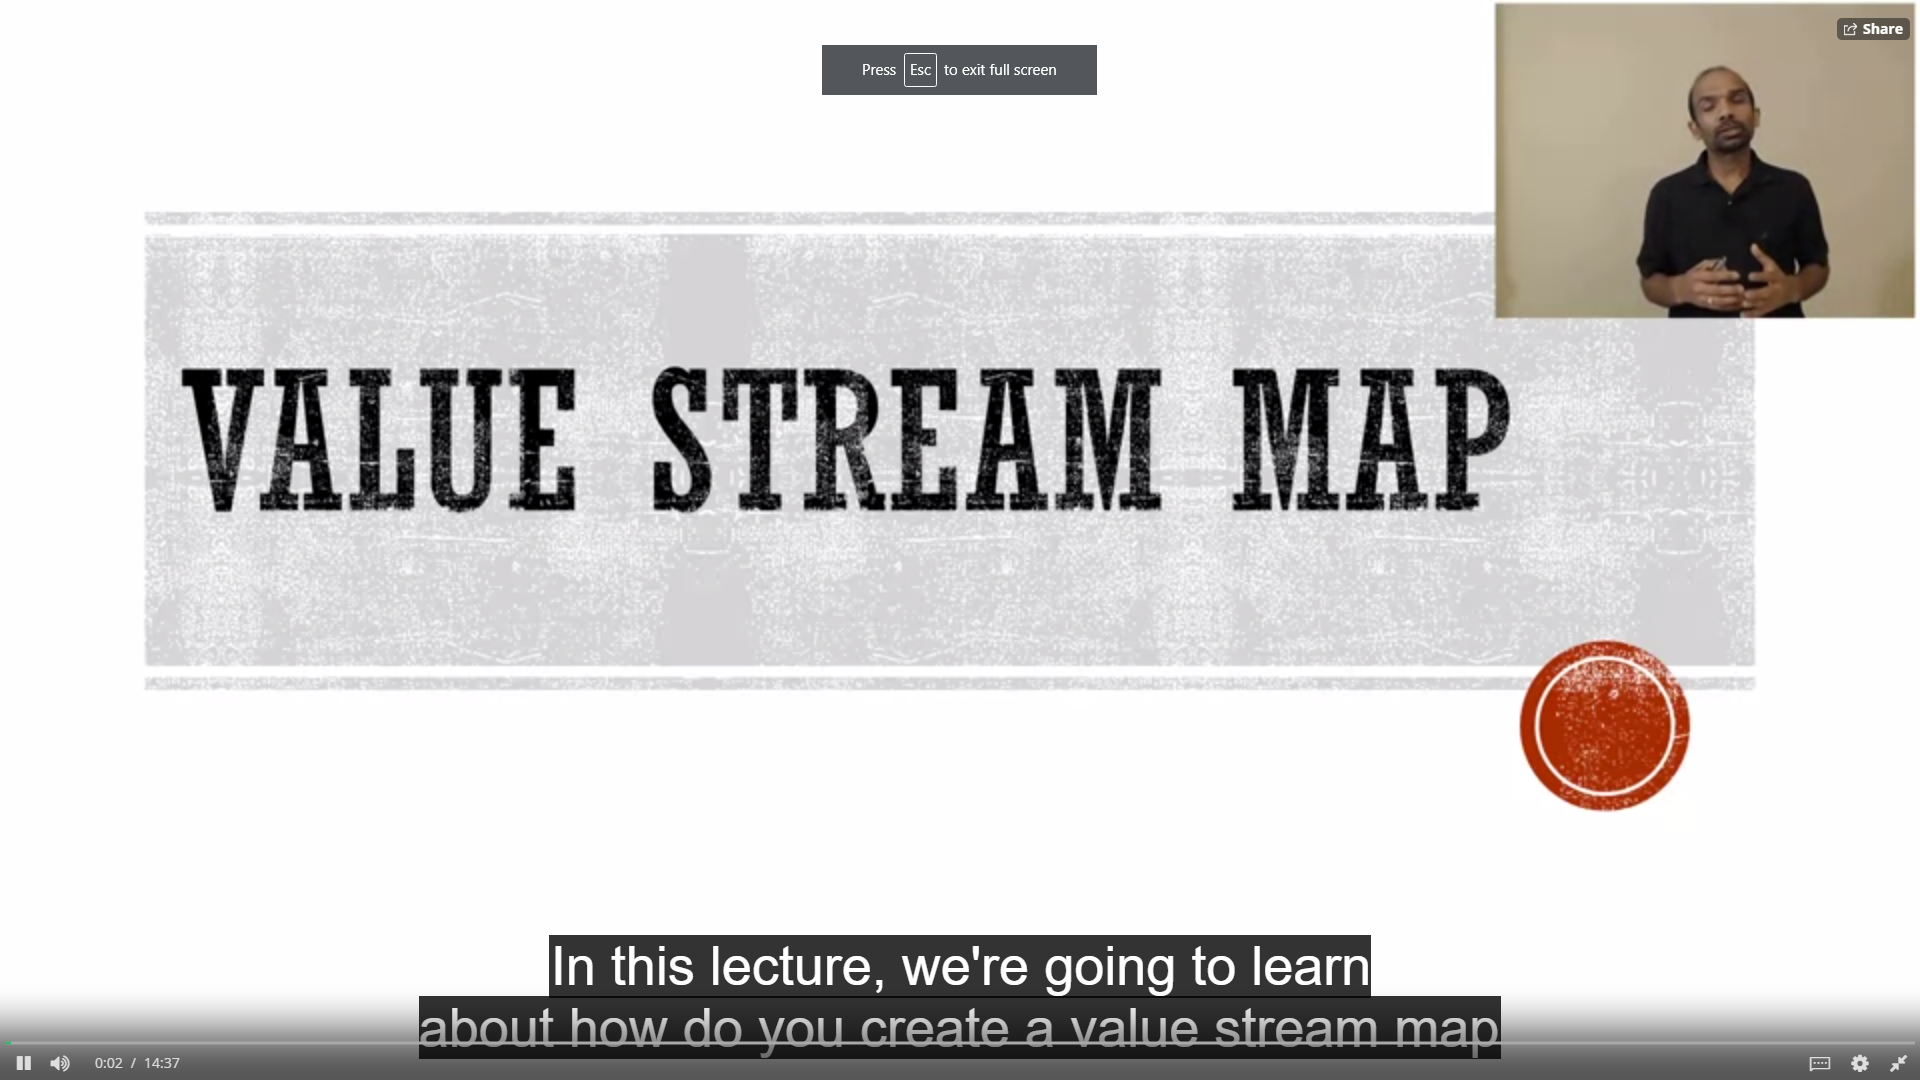 Share
Press Esc to exit full screen
VALUE STREAM MAP
In this lecture, we're going to learn
about how do you create a value stream map
0:02 / 14:37